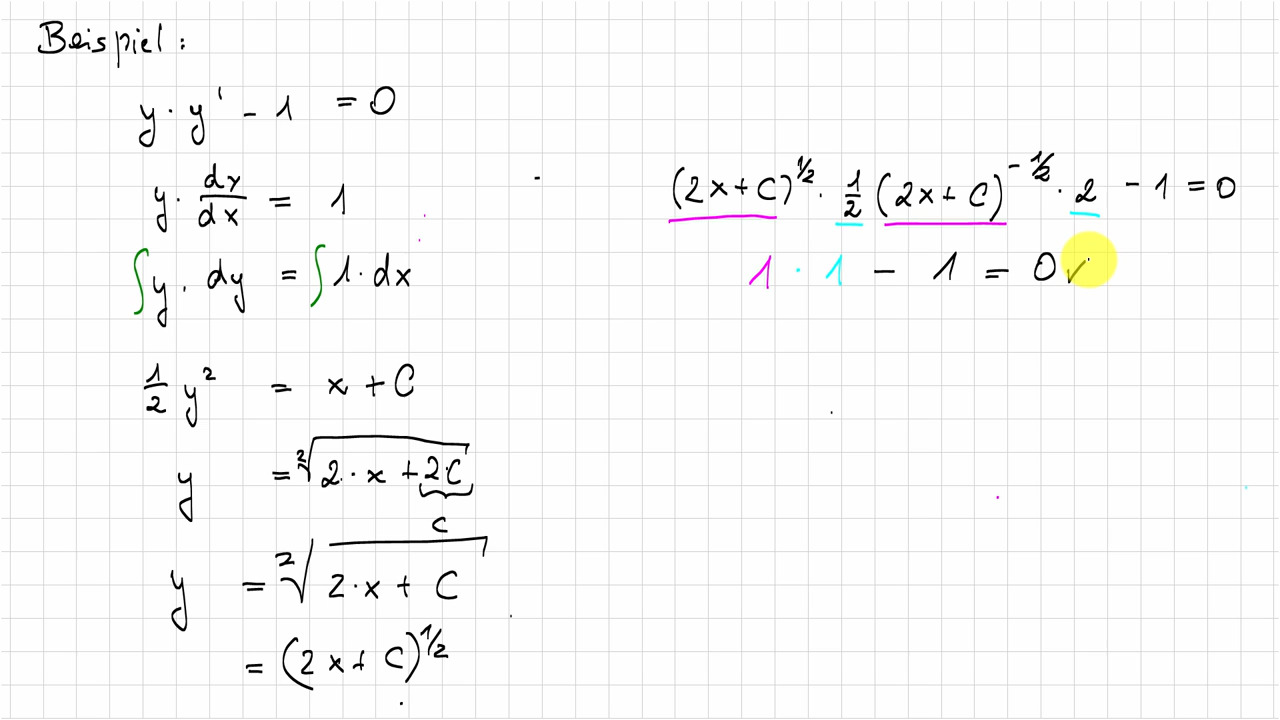 Beispiel:
y · y' - 1 = 0
y · dy/dx = 1
∫y · dy = ∫1 · dx
1/2 y² = x + C
y = ²√(2 · x + 2·C)
C
y = ²√(2 · x + C)
= (2x + C)^1/2
(2x + C)^1/2 · 1/2 (2x + C)^-1/2 · 2 - 1 = 0
1 · 1 - 1 = 0 ✓